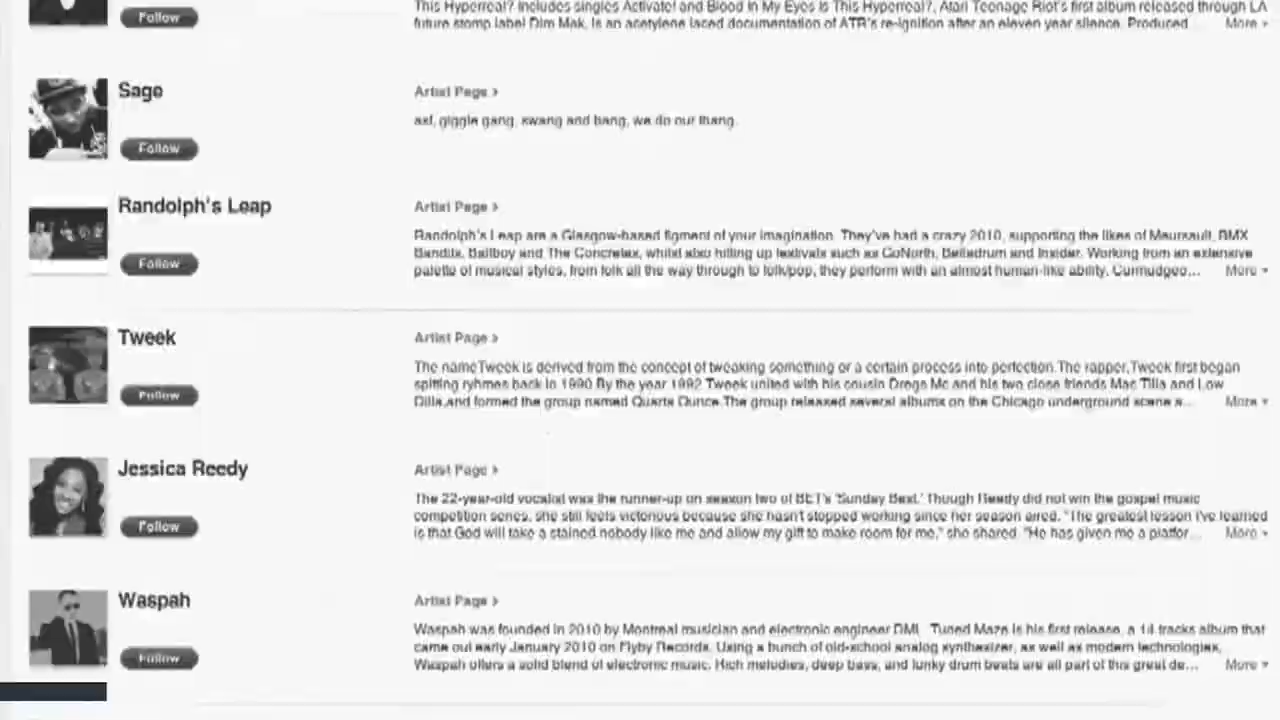 This Hyperreal? Includes singles Activate! and Blood In My Eyes Is This Hyperreal?, Atari Teenage Riot's first album released through LA
Follow
future stomp label Dim Mak, is an acetylene laced documentation of ATR's re-ignition after an eleven year silence. Produced... More
Sage
Artist Page >
asf, giggle gang, swang and bang, we do our thang.
Follow
Randolph's Leap
Artist Page >
Randolph's Leap are a Glasgow-based figment of your imagination. They've had a crazy 2010, supporting the likes of Meursault, BMX
Bandits, Ballboy and The Concretes, whilst also hitting up festivals such as GoNorth, Belladrum and Insider. Working from an extensive
Follow
palette of musical styles, from folk all the way through to folk/pop, they perform with an almost human-like ability. Curmudgeo... More
Tweek
Artist Page >
The nameTweek is derived from the concept of tweaking something or a certain process into perfection.The rapper,Tweek first began
spitting ryhmes back in 1990.By the year 1992 Tweek united with his cousin Drega Mc and his two close friends Mac Tilla and Low
Follow
Dilla,and formed the group named Quarta Ounce.The group released several albums on the Chicago underground scene a... More
Jessica Reedy
Artist Page >
The 22-year-old vocalist was the runner-up on season two of BET's 'Sunday Best.' Though Reedy did not win the gospel music
competition series, she still feels victorious because she hasn't stopped working since her season aired. "The greatest lesson I've learned
Follow
is that God will take a stained nobody like me and allow my gift to make room for me," she shared. "He has given me a platfor... More
Waspah
Artist Page >
Waspah was founded in 2010 by Montreal musician and electronic engineer DML. Tuned Maze is his first release, a 14 tracks album that
came out early January 2010 on Flyby Records. Using a bunch of old-school analog synthesizer, as well as modern technologies,
Follow
Waspah offers a solid blend of electronic music. Rich melodies, deep bass, and funky drum beats are all part of this great de... More